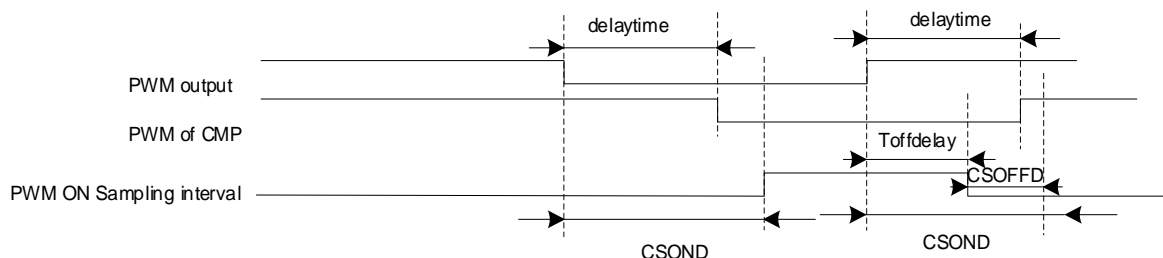 delaytime
delaytime
PWM output
PWM of CMP
Toffdelay
CSOFFD
PWM ON Sampling interval
CSOND
CSOND